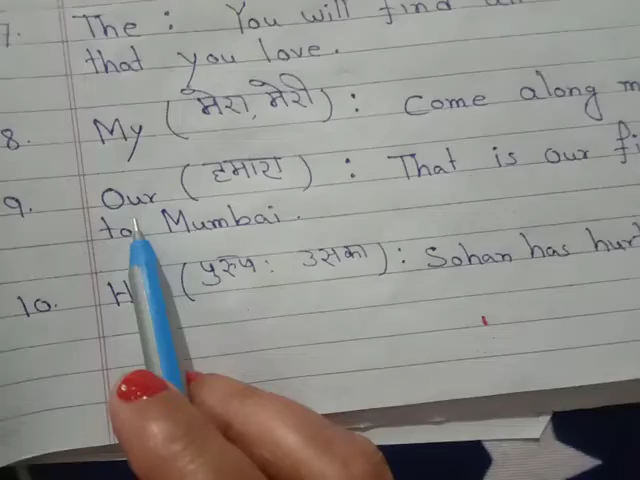 7. The : You will find
that you love.
8. My (मेरा, मेरी) : Come along
9. Our (हमारा) : That is our
to Mumbai.
10. (पुरुष: उसका) : Sohan has